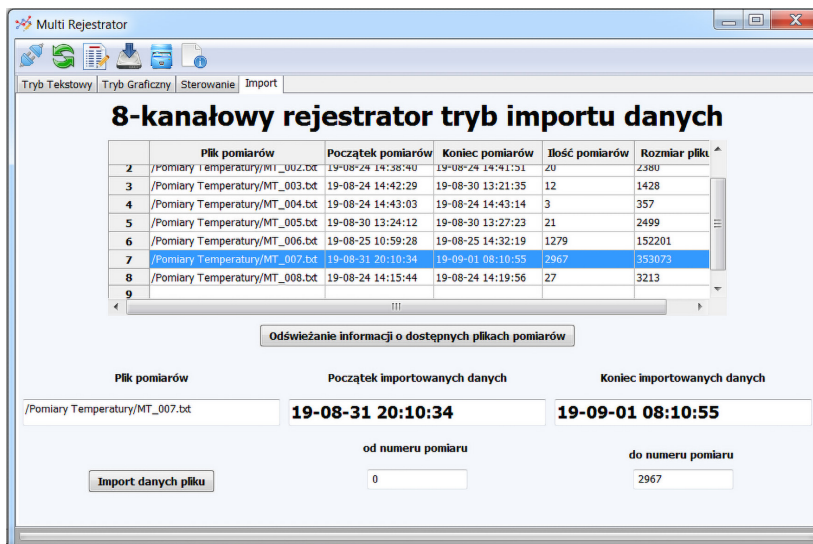 Multi Rejestrator
Tryb Tekstowy Tryb Graficzny Sterowanie Import
8-kanałowy rejestrator tryb importu danych
Plik pomiarów Początek pomiarów Koniec pomiarów Ilość pomiarów Rozmiar pliku
2 /Pomiary Temperatury/MT_002.txt 19-08-24 14:38:40 19-08-24 14:41:51 20 2380
3 /Pomiary Temperatury/MT_003.txt 19-08-24 14:42:29 19-08-30 13:21:35 12 1428
4 /Pomiary Temperatury/MT_004.txt 19-08-24 14:43:03 19-08-24 14:43:14 3 357
5 /Pomiary Temperatury/MT_005.txt 19-08-30 13:24:12 19-08-30 13:27:23 21 2499
6 /Pomiary Temperatury/MT_006.txt 19-08-25 10:59:28 19-08-25 14:32:19 1279 152201
7 /Pomiary Temperatury/MT_007.txt 19-08-31 20:10:34 19-09-01 08:10:55 2967 353073
8 /Pomiary Temperatury/MT_008.txt 19-08-24 14:15:44 19-08-24 14:19:56 27 3213
9
Odświeżanie informacji o dostępnych plikach pomiarów
Plik pomiarów Początek importowanych danych Koniec importowanych danych
/Pomiary Temperatury/MT_007.txt 19-08-31 20:10:34 19-09-01 08:10:55
od numeru pomiaru do numeru pomiaru
Import danych pliku 0 2967